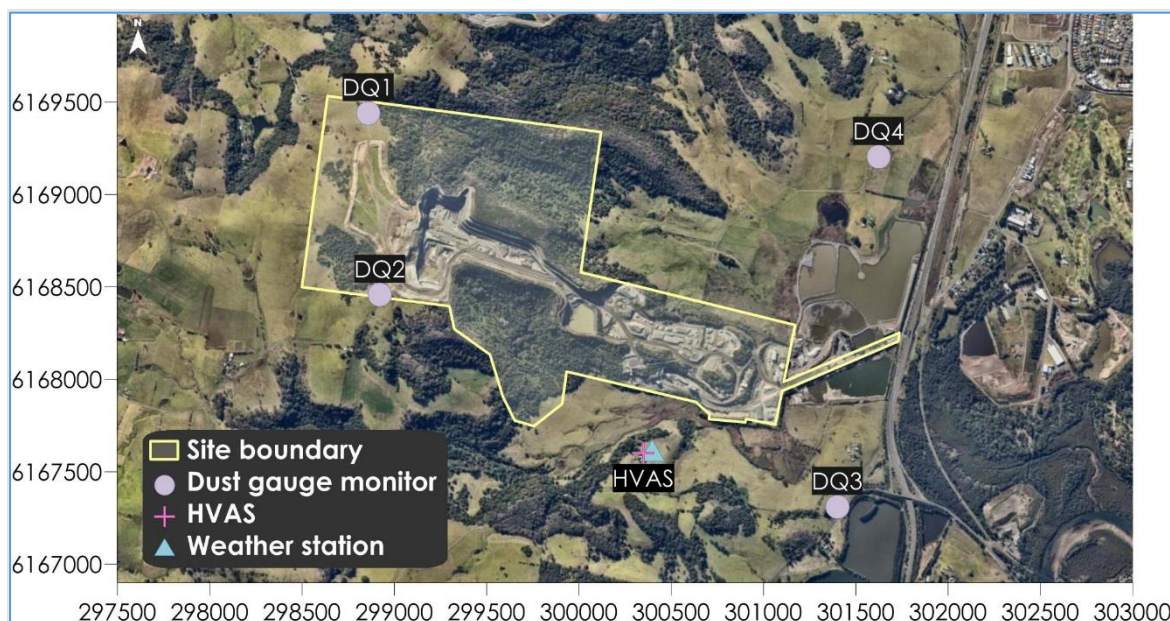 N
DQ1
6169500
DQ4
6169000
DQ2
6168500
6168000
Site boundary
Dust gauge monitor
HVAS
Weather station
6167500
HVAS
DQ3
6167000
297500 298000 298500 299000 299500 300000 300500 301000 301500 302000 302500 303000